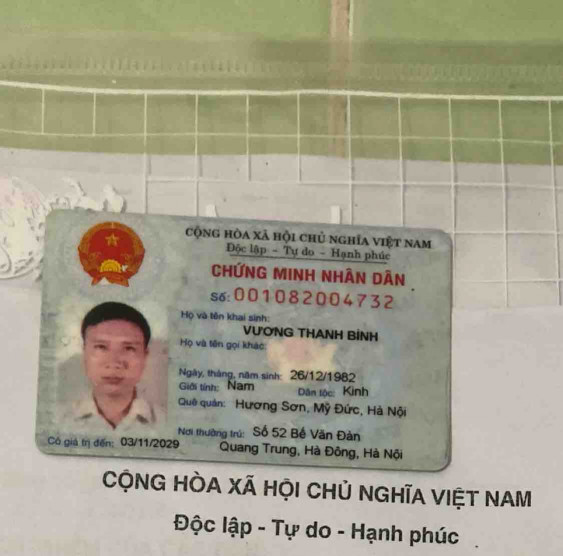 CỘNG HÒA XÃ HỘI CHỦ NGHĨA VIỆT NAM
Độc lập - Tự do - Hạnh phúc
CHỨNG MINH NHÂN DÂN
Số: 001082004732
Họ và tên khai sinh:
VƯƠNG THANH BÌNH
Họ và tên gọi khác:
Ngày, tháng, năm sinh: 26/12/1982
Giới tính: Nam Dân tộc: Kinh
Quê quán: Hương Sơn, Mỹ Đức, Hà Nội
Nơi thường trú: Số 52 Bế Văn Đàn
Có giá trị đến: 03/11/2029 Quang Trung, Hà Đông, Hà Nội
CỘNG HÒA XÃ HỘI CHỦ NGHĨA VIỆT NAM
Độc lập - Tự do - Hạnh phúc